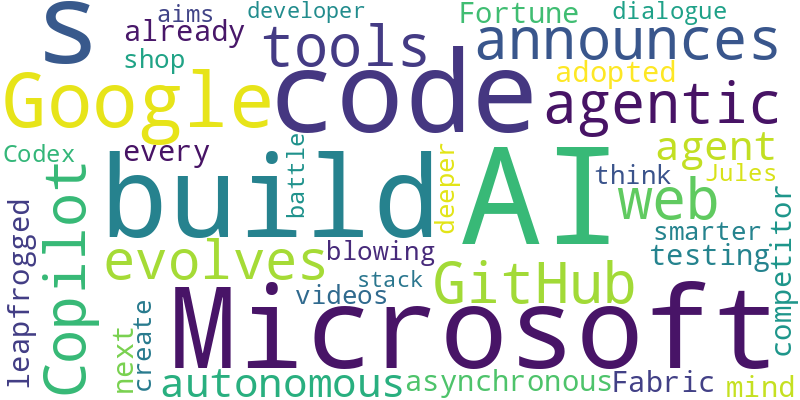 s
aims
developer
Fortune
dialogue
already
tools
announces
shop
adopted
Google
code
agentic
Codex
every
battle
deeper
agent
think
Jules
build
AI
web
Copilot
leapfrogged
smarter
testing
competitor
evolves
blowing
GitHub
stack
videos
Microsoft
next
create
autonomous
asynchronous
Fabric
mind